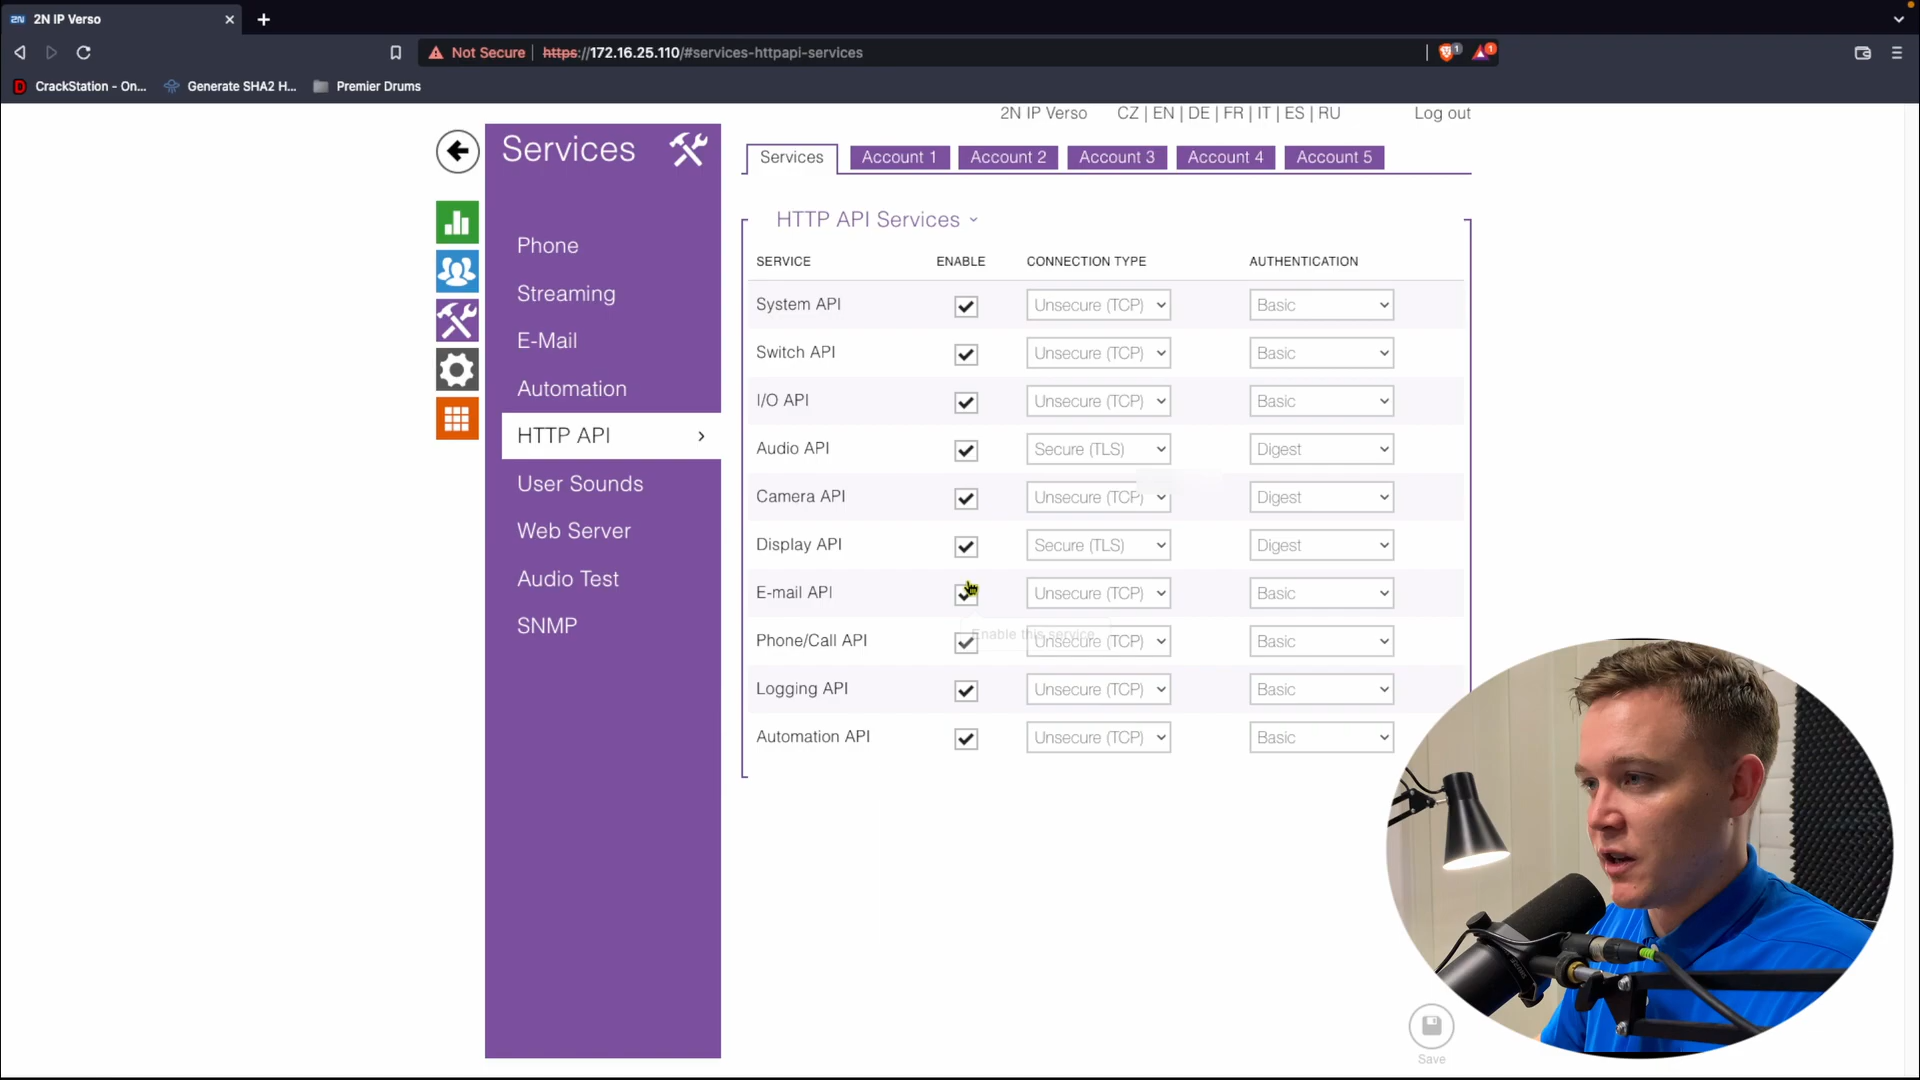 2N IP Verso
Not Secure
https://172.16.25.110/#services-httpapi-services
1
1
CrackStation - On...
Generate SHA2 H...
Premier Drums
2N IP Verso
CZ | EN | DE | FR | IT | ES | RU
Log out
Services
Services
Account 1
Account 2
Account 3
Account 4
Account 5
Phone
Streaming
E-Mail
Automation
HTTP API
User Sounds
Web Server
Audio Test
SNMP
HTTP API Services
SERVICE ENABLE CONNECTION TYPE AUTHENTICATION
System API Unsecure (TCP) Basic
Switch API Unsecure (TCP) Basic
I/O API Unsecure (TCP) Basic
Audio API Secure (TLS) Digest
Camera API Unsecure (TCP) Digest
Display API Secure (TLS) Digest
E-mail API Unsecure (TCP) Basic
Enable this service
Phone/Call API Unsecure (TCP) Basic
Logging API Unsecure (TCP) Basic
Automation API Unsecure (TCP) Basic
Save